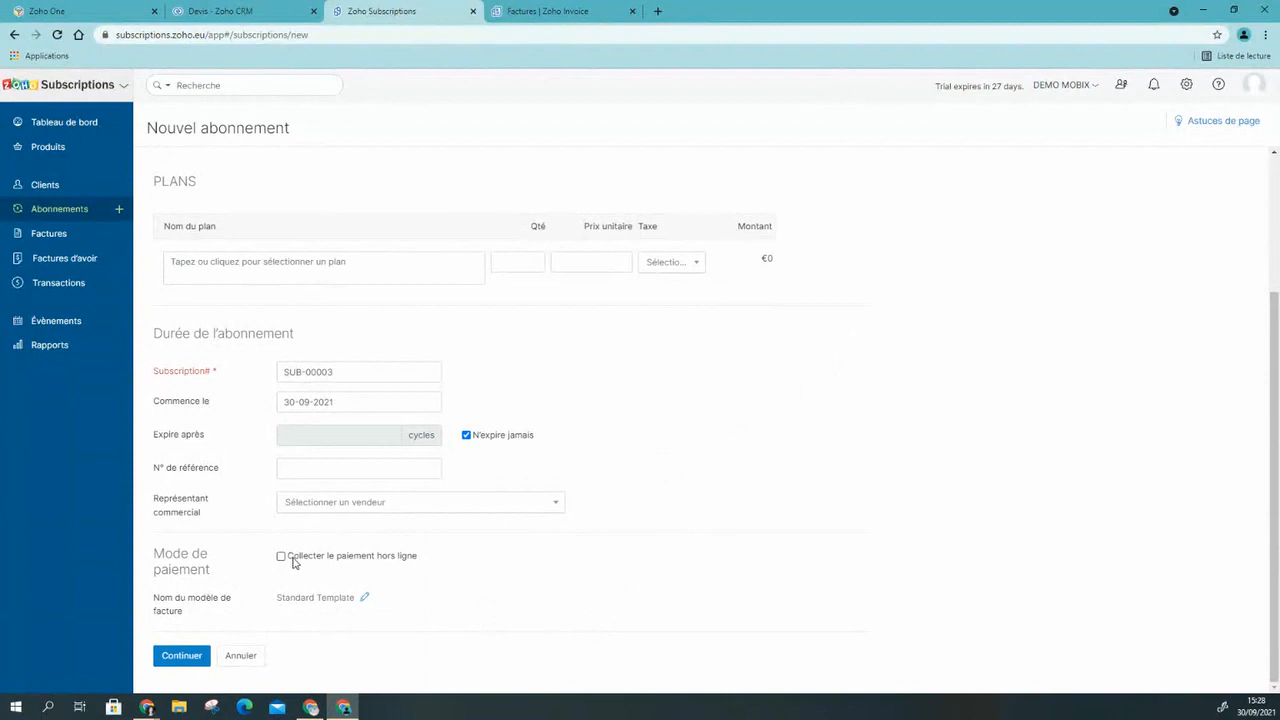 Zoho One
Devis - Zoho CRM
Zoho Subscriptions
Factures | Zoho Invoice
subscriptions.zoho.eu/app#/subscriptions/new
Applications
Liste de lecture
ZOHO Subscriptions
Recherche
Trial expires in 27 days.
DEMO MOBIX
Tableau de bord
Produits
Clients
Abonnements
Factures
Factures d'avoir
Transactions
Évènements
Rapports
Nouvel abonnement
Astuces de page
PLANS
Nom du plan
Qté
Prix unitaire
Taxe
Montant
Tapez ou cliquez pour sélectionner un plan
Sélectio...
€0
Durée de l'abonnement
Subscription# *
SUB-00003
Commence le
30-09-2021
Expire après
cycles
N'expire jamais
N° de référence
Représentant
commercial
Sélectionner un vendeur
Mode de
paiement
Collecter le paiement hors ligne
Nom du modèle de
facture
Standard Template
Continuer
Annuler
15:28
30/09/2021